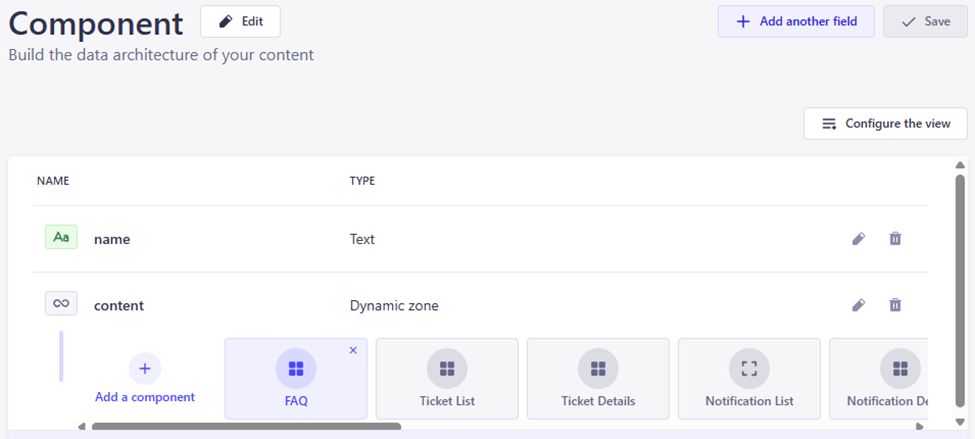 Component
Edit
Add another field
Save
Build the data architecture of your content
Configure the view
NAME
TYPE
Aa
name
Text
content
Dynamic zone
Add a component
FAQ
Ticket List
Ticket Details
Notification List
Notification De